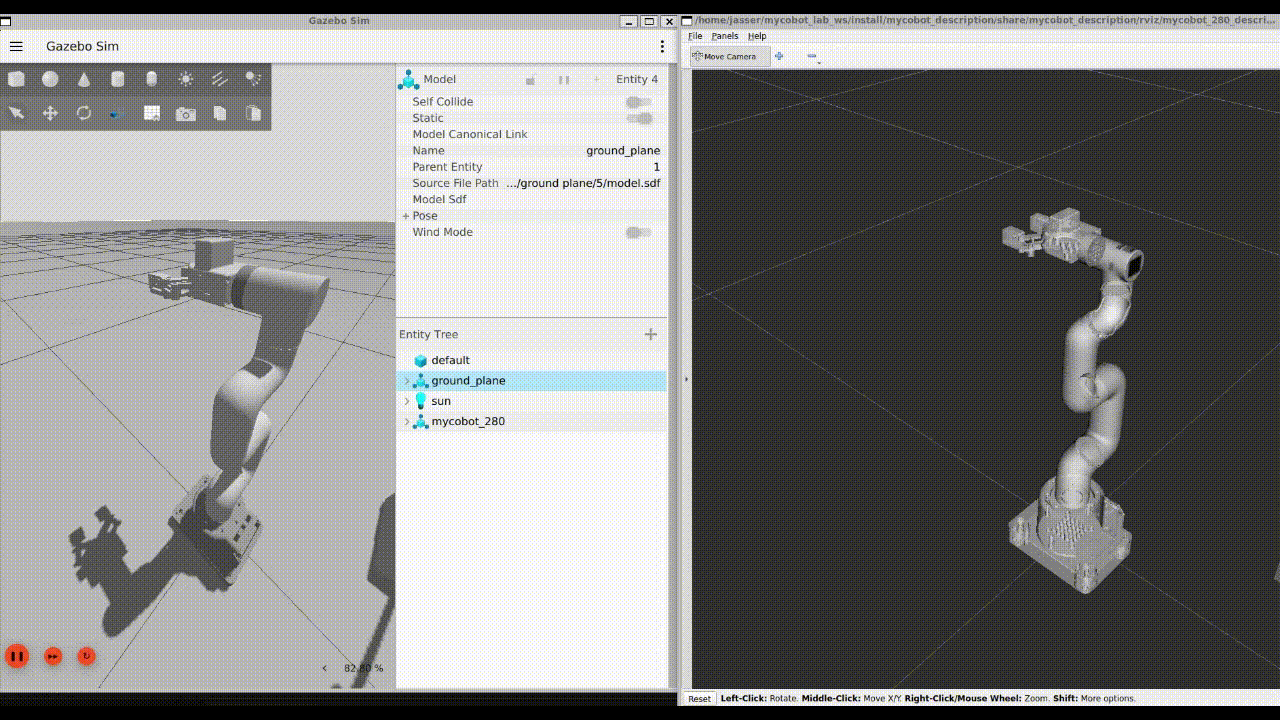 Gazebo Sim
Gazebo Sim
Model Entity 4
Self Collide
Static
Model Canonical Link
Name ground_plane
Parent Entity 1
Source File Path .../ground plane/5/model.sdf
Model Sdf
+ Pose
Wind Mode
Entity Tree
default
ground_plane
sun
mycobot_280
82.80 %
/home/jasser/mycobot_lab_ws/install/mycobot_description/share/mycobot_description/rviz/mycobot_280_descri...
File Panels Help
Move Camera
Reset Left-Click: Rotate. Middle-Click: Move X/Y. Right-Click/Mouse Wheel: Zoom. Shift: More options.